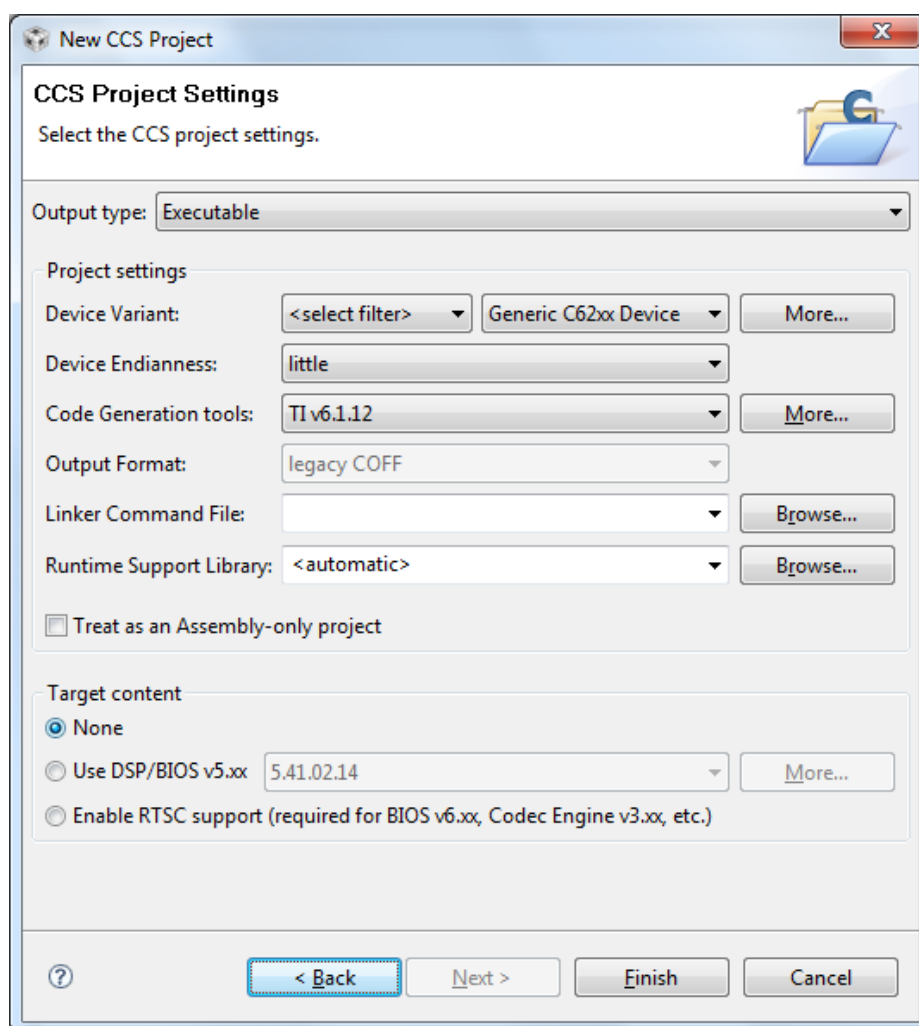 New CCS Project
CCS Project Settings
Select the CCS project settings.
Output type: Executable
Project settings
Device Variant: <select filter> Generic C62xx Device More...
Device Endianness: little
Code Generation tools: TI v6.1.12 More...
Output Format: legacy COFF
Linker Command File: Browse...
Runtime Support Library: <automatic> Browse...
Treat as an Assembly-only project
Target content
None
Use DSP/BIOS v5.xx 5.41.02.14 More...
Enable RTSC support (required for BIOS v6.xx, Codec Engine v3.xx, etc.)
? < Back Next > Finish Cancel